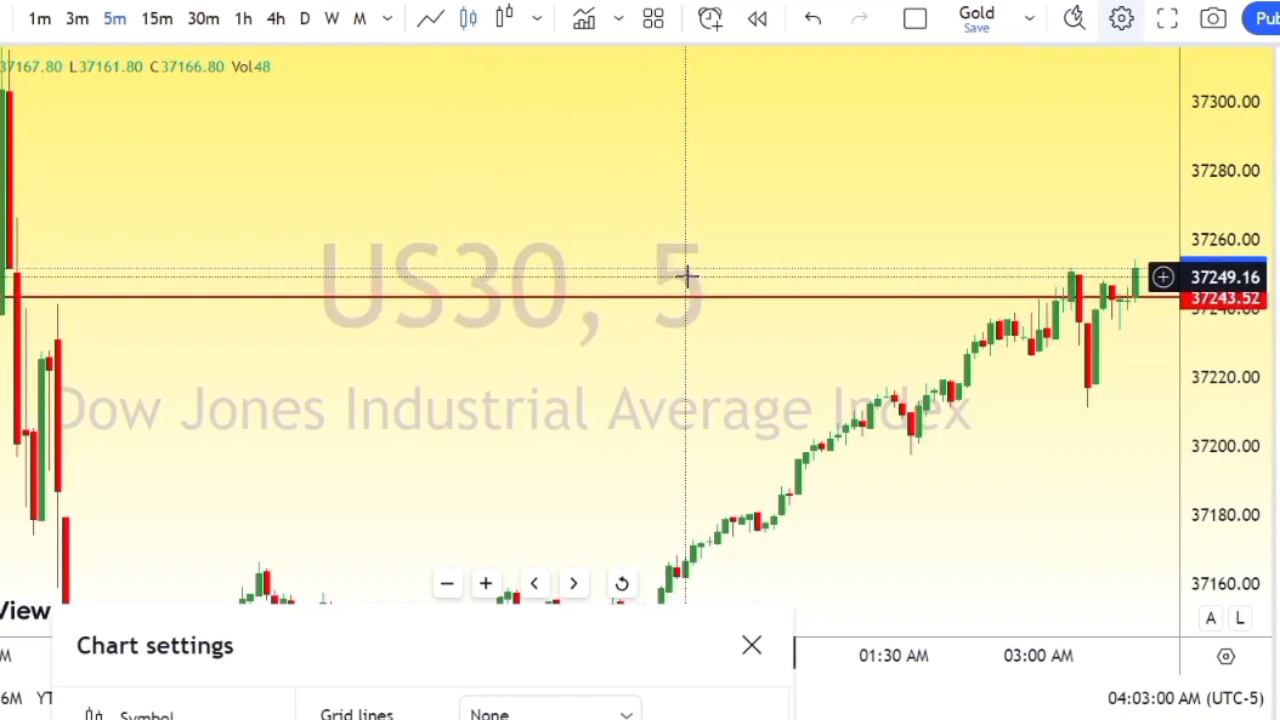 1m 3m 5m 15m 30m 1h 4h D W M Gold Save
37167.80 L37161.80 C37166.80 Vol48
37300.00
37280.00
37260.00
US30, 5
37249.16
37243.52
37240.00
37220.00
Dow Jones Industrial Average Index
37200.00
37180.00
37160.00
View
A L
Chart settings
01:30 AM 03:00 AM
6M 04:03:00 AM (UTC-5)
Symbol Grid lines None